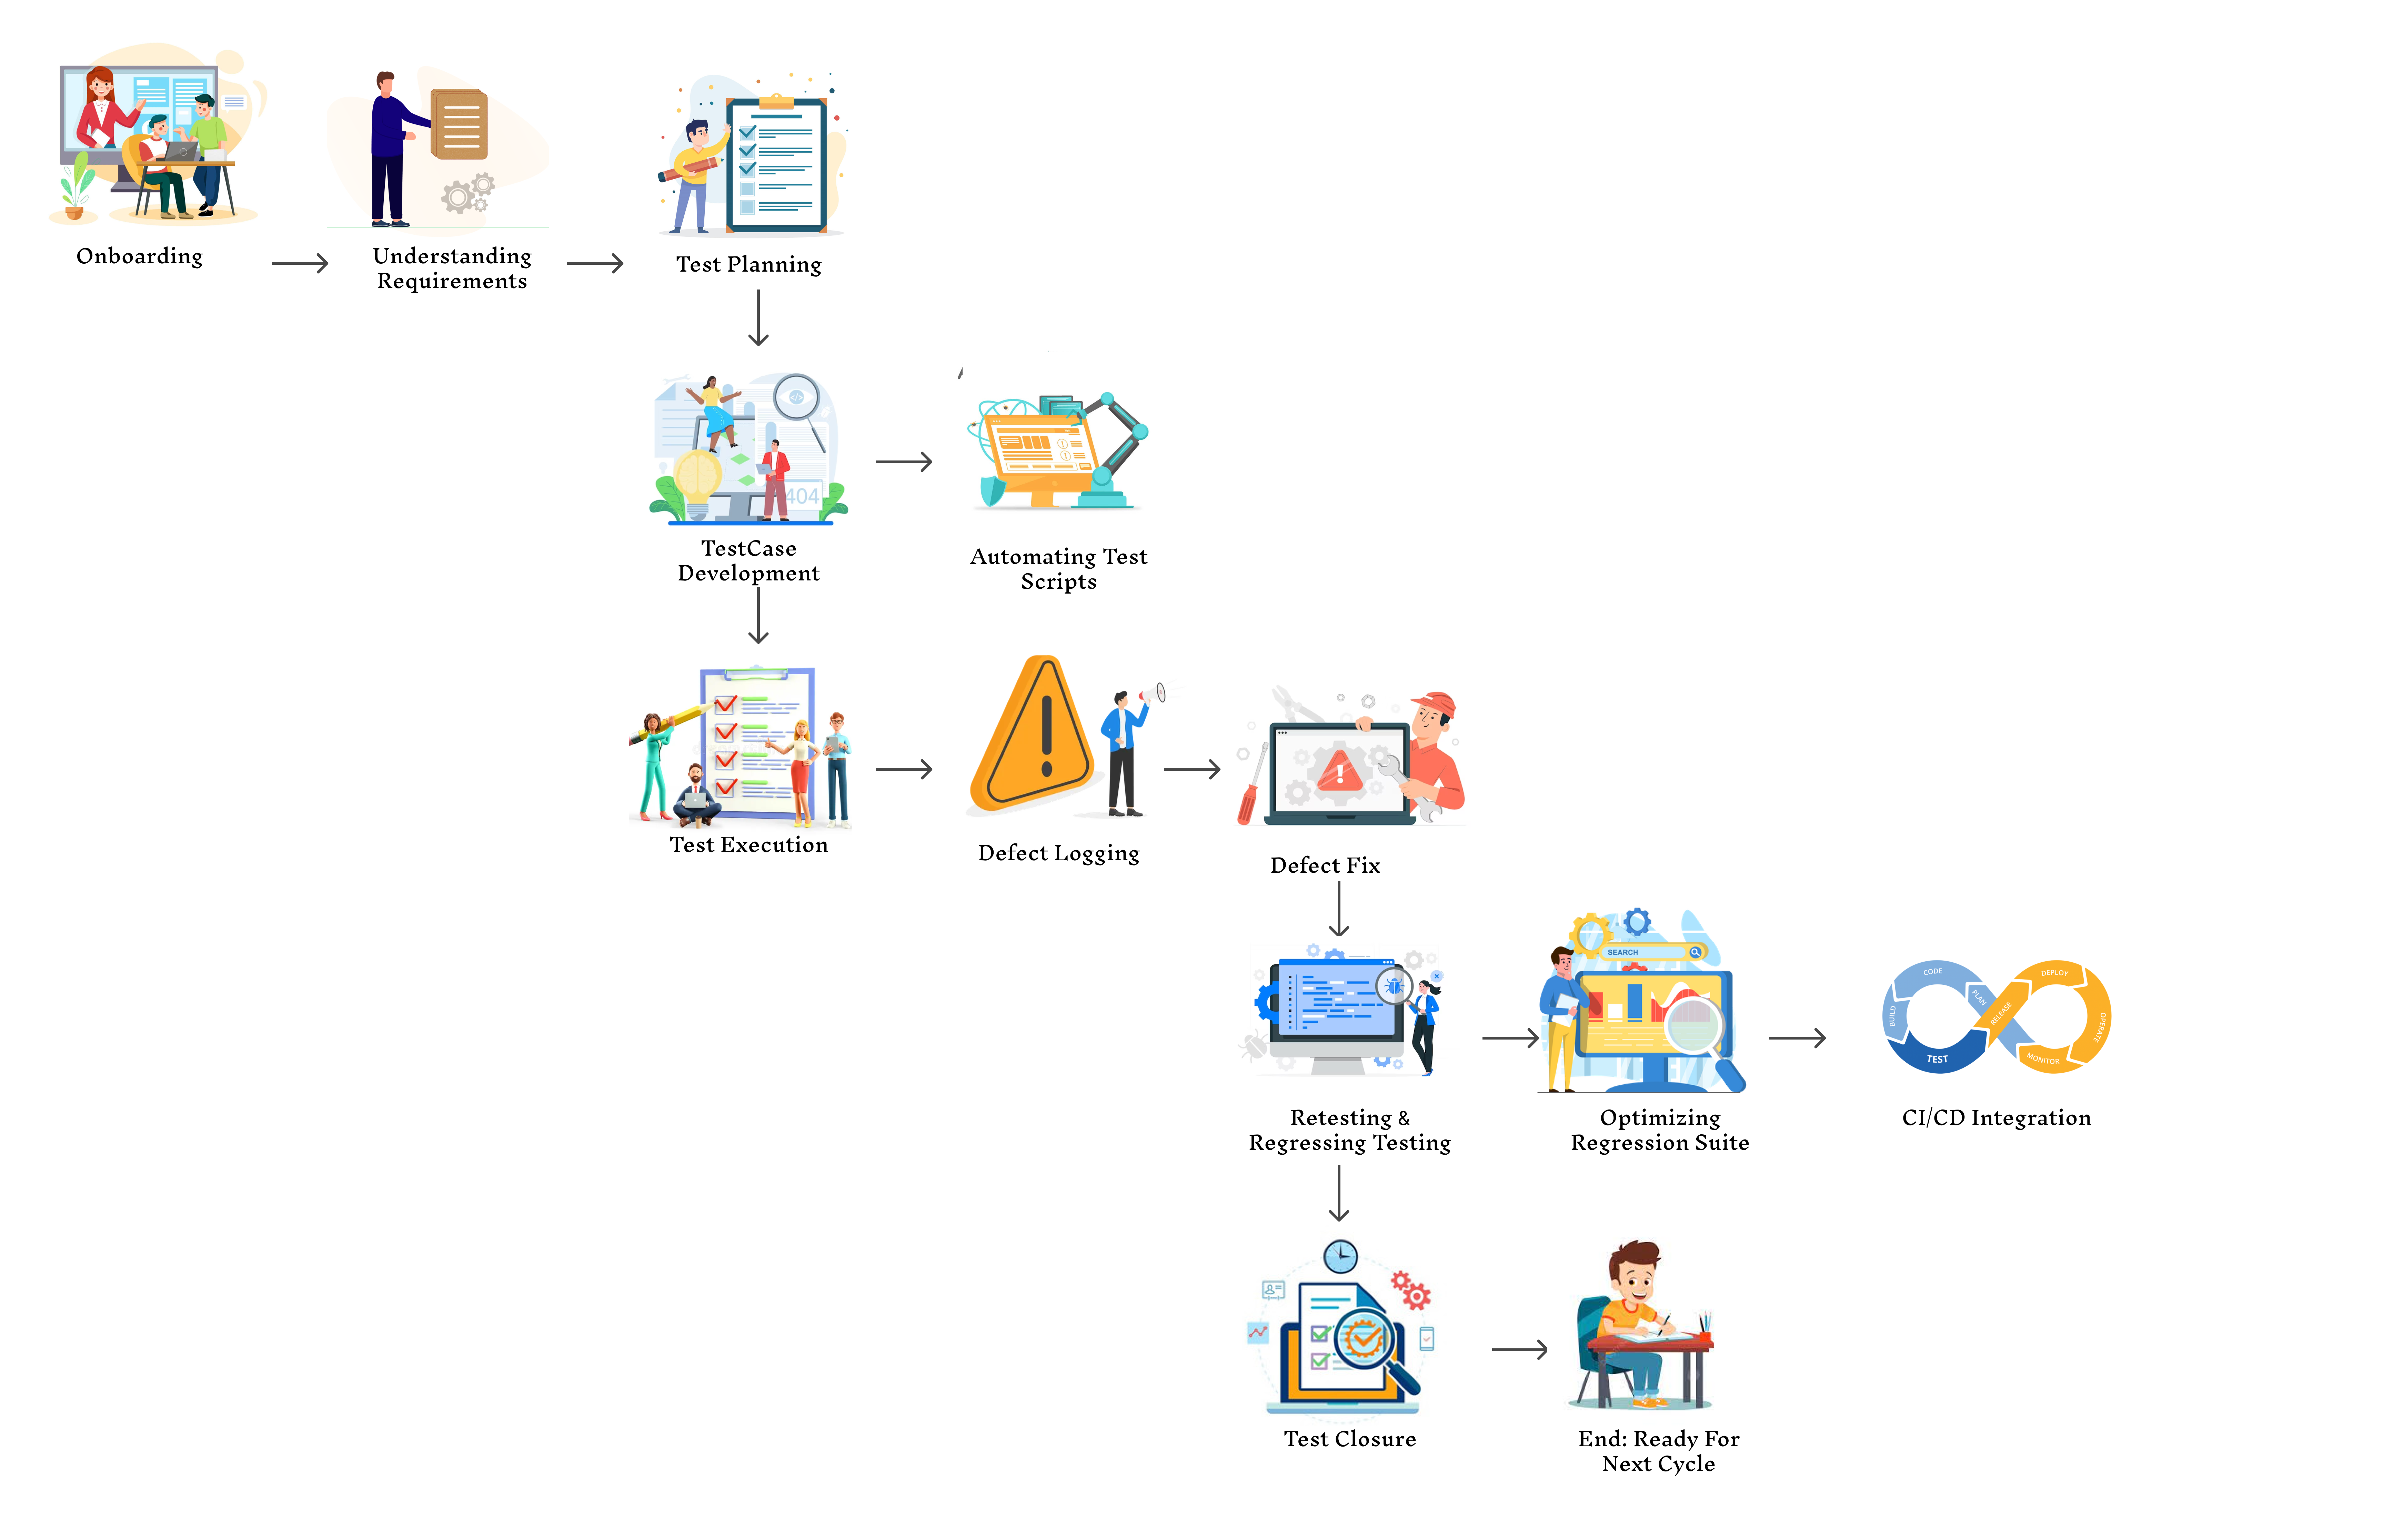 Onboarding
Understanding
Requirements
Test Planning
404
TestCase
Development
Automating Test
Scripts
Test Execution
Defect Logging
Defect Fix
SEARCH
CODE
PLAN
BUILD
TEST
RELEASE
DEPLOY
OPERATE
MONITOR
Retesting &
Regressing Testing
Optimizing
Regression Suite
CI/CD Integration
Test Closure
End: Ready For
Next Cycle